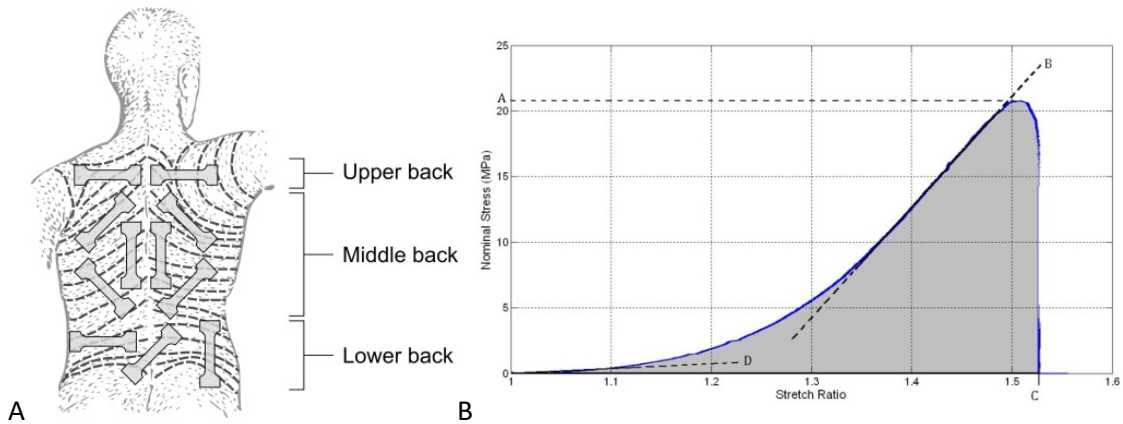 Upper back
Middle back
Lower back
A
25
20
15
10
5
0
Nominal Stress (MPa)
A
B
D
1
1.1
1.2
1.3
1.4
1.5
1.6
Stretch Ratio
C
B